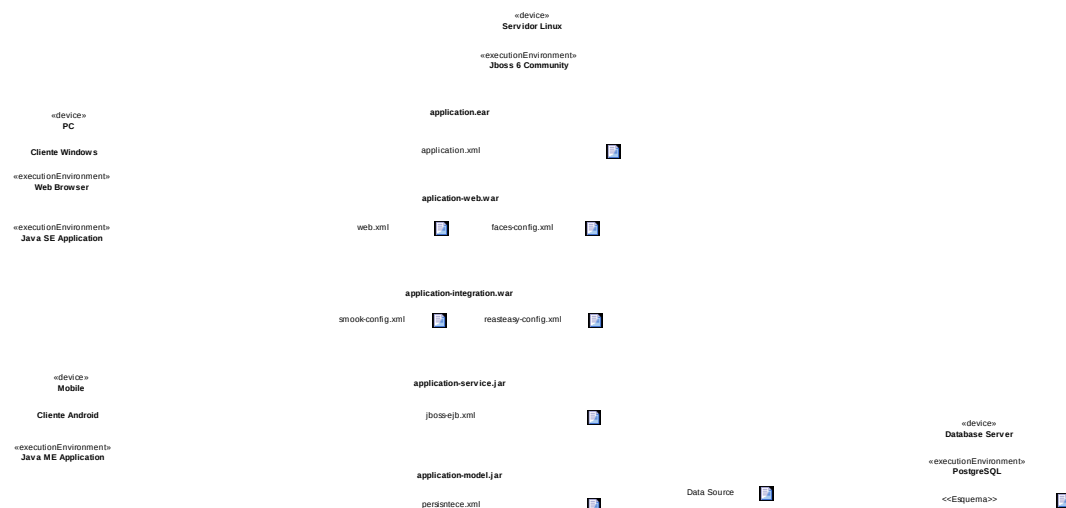 «device»
Servidor Linux
«executionEnvironment»
Jboss 6 Community
application.ear
application.xml
aplication-web.war
web.xml
faces-config.xml
application-integration.war
smook-config.xml
reasteasy-config.xml
application-service.jar
jboss-ejb.xml
application-model.jar
persisntece.xml
Data Source
«device»
PC
Cliente Windows
«executionEnvironment»
Web Browser
«executionEnvironment»
Java SE Application
«device»
Mobile
Cliente Android
«executionEnvironment»
Java ME Application
«device»
Database Server
«executionEnvironment»
PostgreSQL
<<Esquema>>